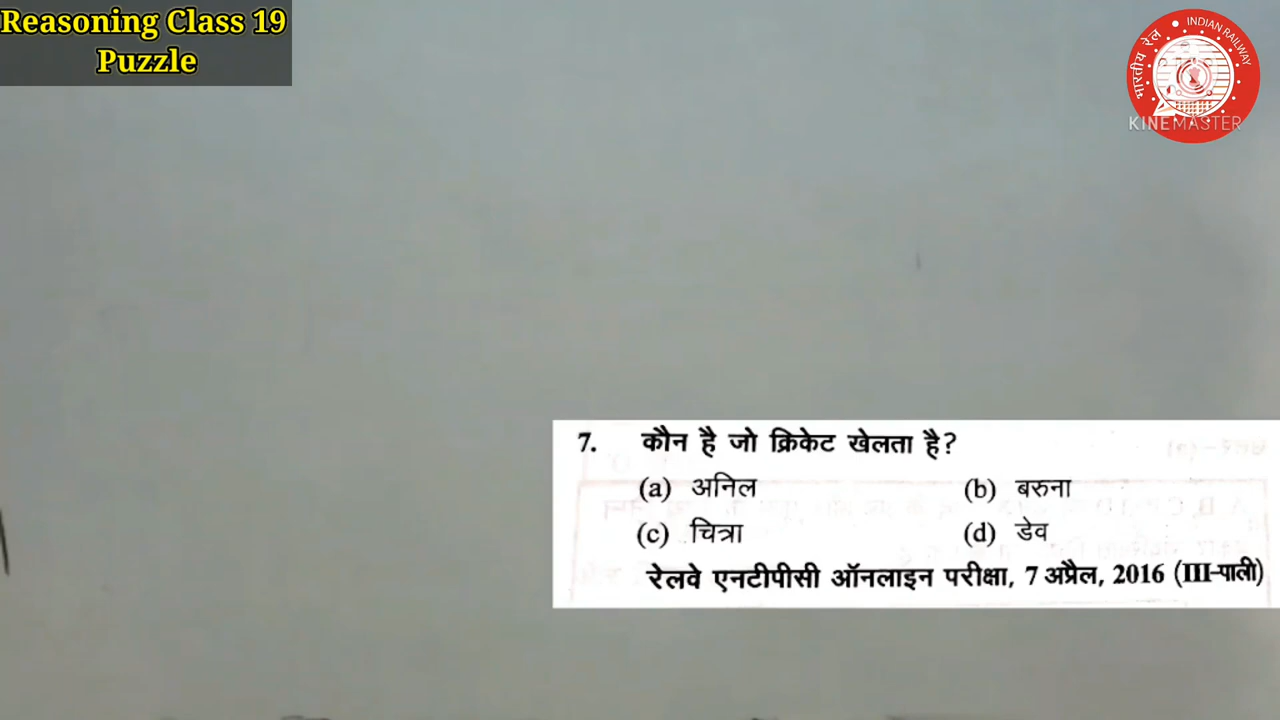 Reasoning Class 19
Puzzle
भारतीय रेल • INDIAN RAILWAY
KINEMASTER
7. कौन है जो क्रिकेट खेलता है?
(a) अनिल (b) बरुना
(c) चित्रा (d) डेव
रेलवे एनटीपीसी ऑनलाइन परीक्षा, 7 अप्रैल, 2016 (III-पाली)